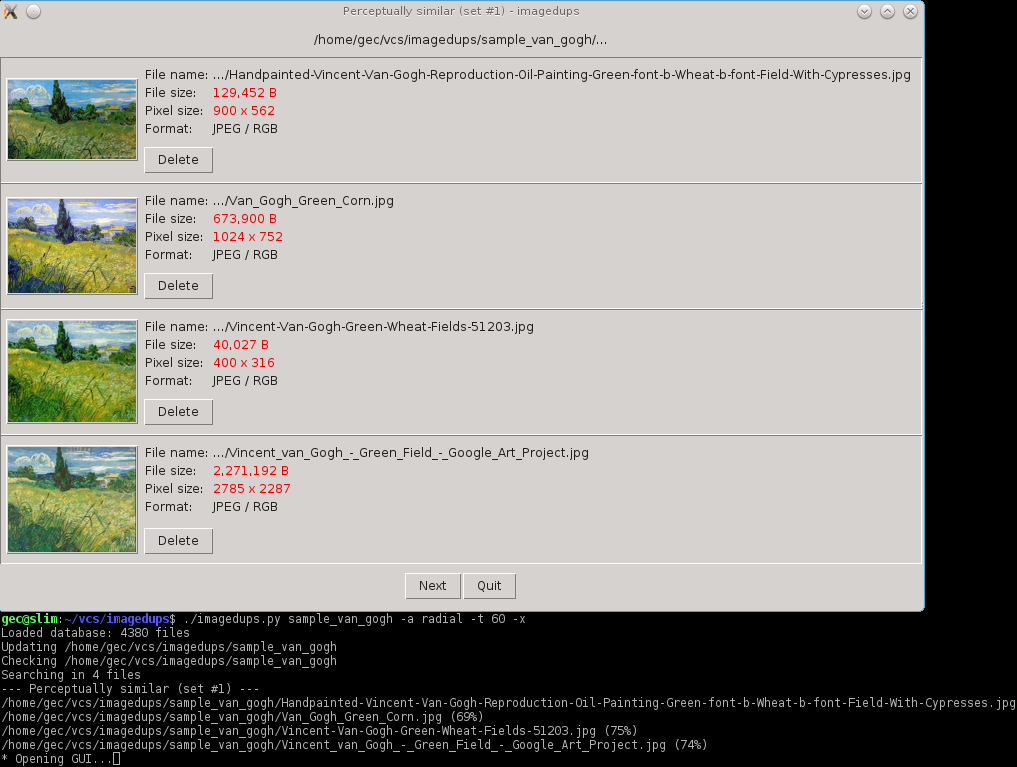 Perceptually similar (set #1) - imagedups
/home/gec/vcs/imagedups/sample_van_gogh/...
File name: .../Handpainted-Vincent-Van-Gogh-Reproduction-Oil-Painting-Green-font-b-Wheat-b-font-Field-With-Cypresses.jpg
File size: 129,452 B
Pixel size: 900 x 562
Format: JPEG / RGB
Delete
File name: .../Van_Gogh_Green_Corn.jpg
File size: 673,900 B
Pixel size: 1024 x 752
Format: JPEG / RGB
Delete
File name: .../Vincent-Van-Gogh-Green-Wheat-Fields-51203.jpg
File size: 40,027 B
Pixel size: 400 x 316
Format: JPEG / RGB
Delete
File name: .../Vincent_van_Gogh_-_Green_Field_-_Google_Art_Project.jpg
File size: 2,271,192 B
Pixel size: 2785 x 2287
Format: JPEG / RGB
Delete
Next Quit
gec@slim:~/vcs/imagedups$ ./imagedups.py sample_van_gogh -a radial -t 60 -x
Loaded database: 4380 files
Updating /home/gec/vcs/imagedups/sample_van_gogh
Checking /home/gec/vcs/imagedups/sample_van_gogh
Searching in 4 files
--- Perceptually similar (set #1) ---
/home/gec/vcs/imagedups/sample_van_gogh/Handpainted-Vincent-Van-Gogh-Reproduction-Oil-Painting-Green-font-b-Wheat-b-font-Field-With-Cypresses.jpg
/home/gec/vcs/imagedups/sample_van_gogh/Van_Gogh_Green_Corn.jpg (69%)
/home/gec/vcs/imagedups/sample_van_gogh/Vincent-Van-Gogh-Green-Wheat-Fields-51203.jpg (75%)
/home/gec/vcs/imagedups/sample_van_gogh/Vincent_van_Gogh_-_Green_Field_-_Google_Art_Project.jpg (74%)
* Opening GUI...